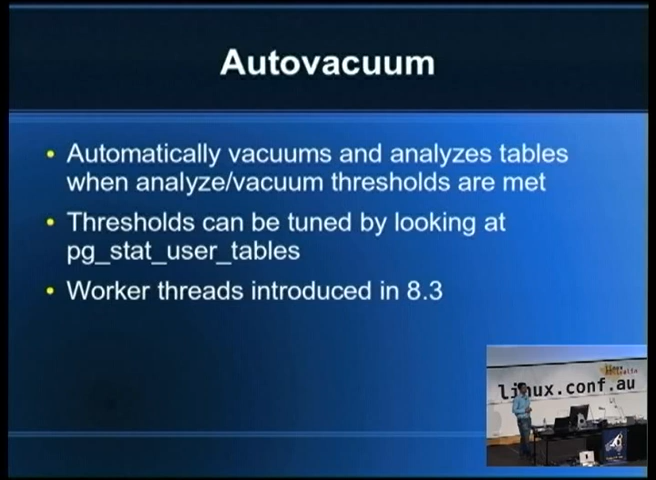 Autovacuum
• Automatically vacuums and analyzes tables
when analyze/vacuum thresholds are met
• Thresholds can be tuned by looking at
pg_stat_user_tables
• Worker threads introduced in 8.3
linux.conf.au